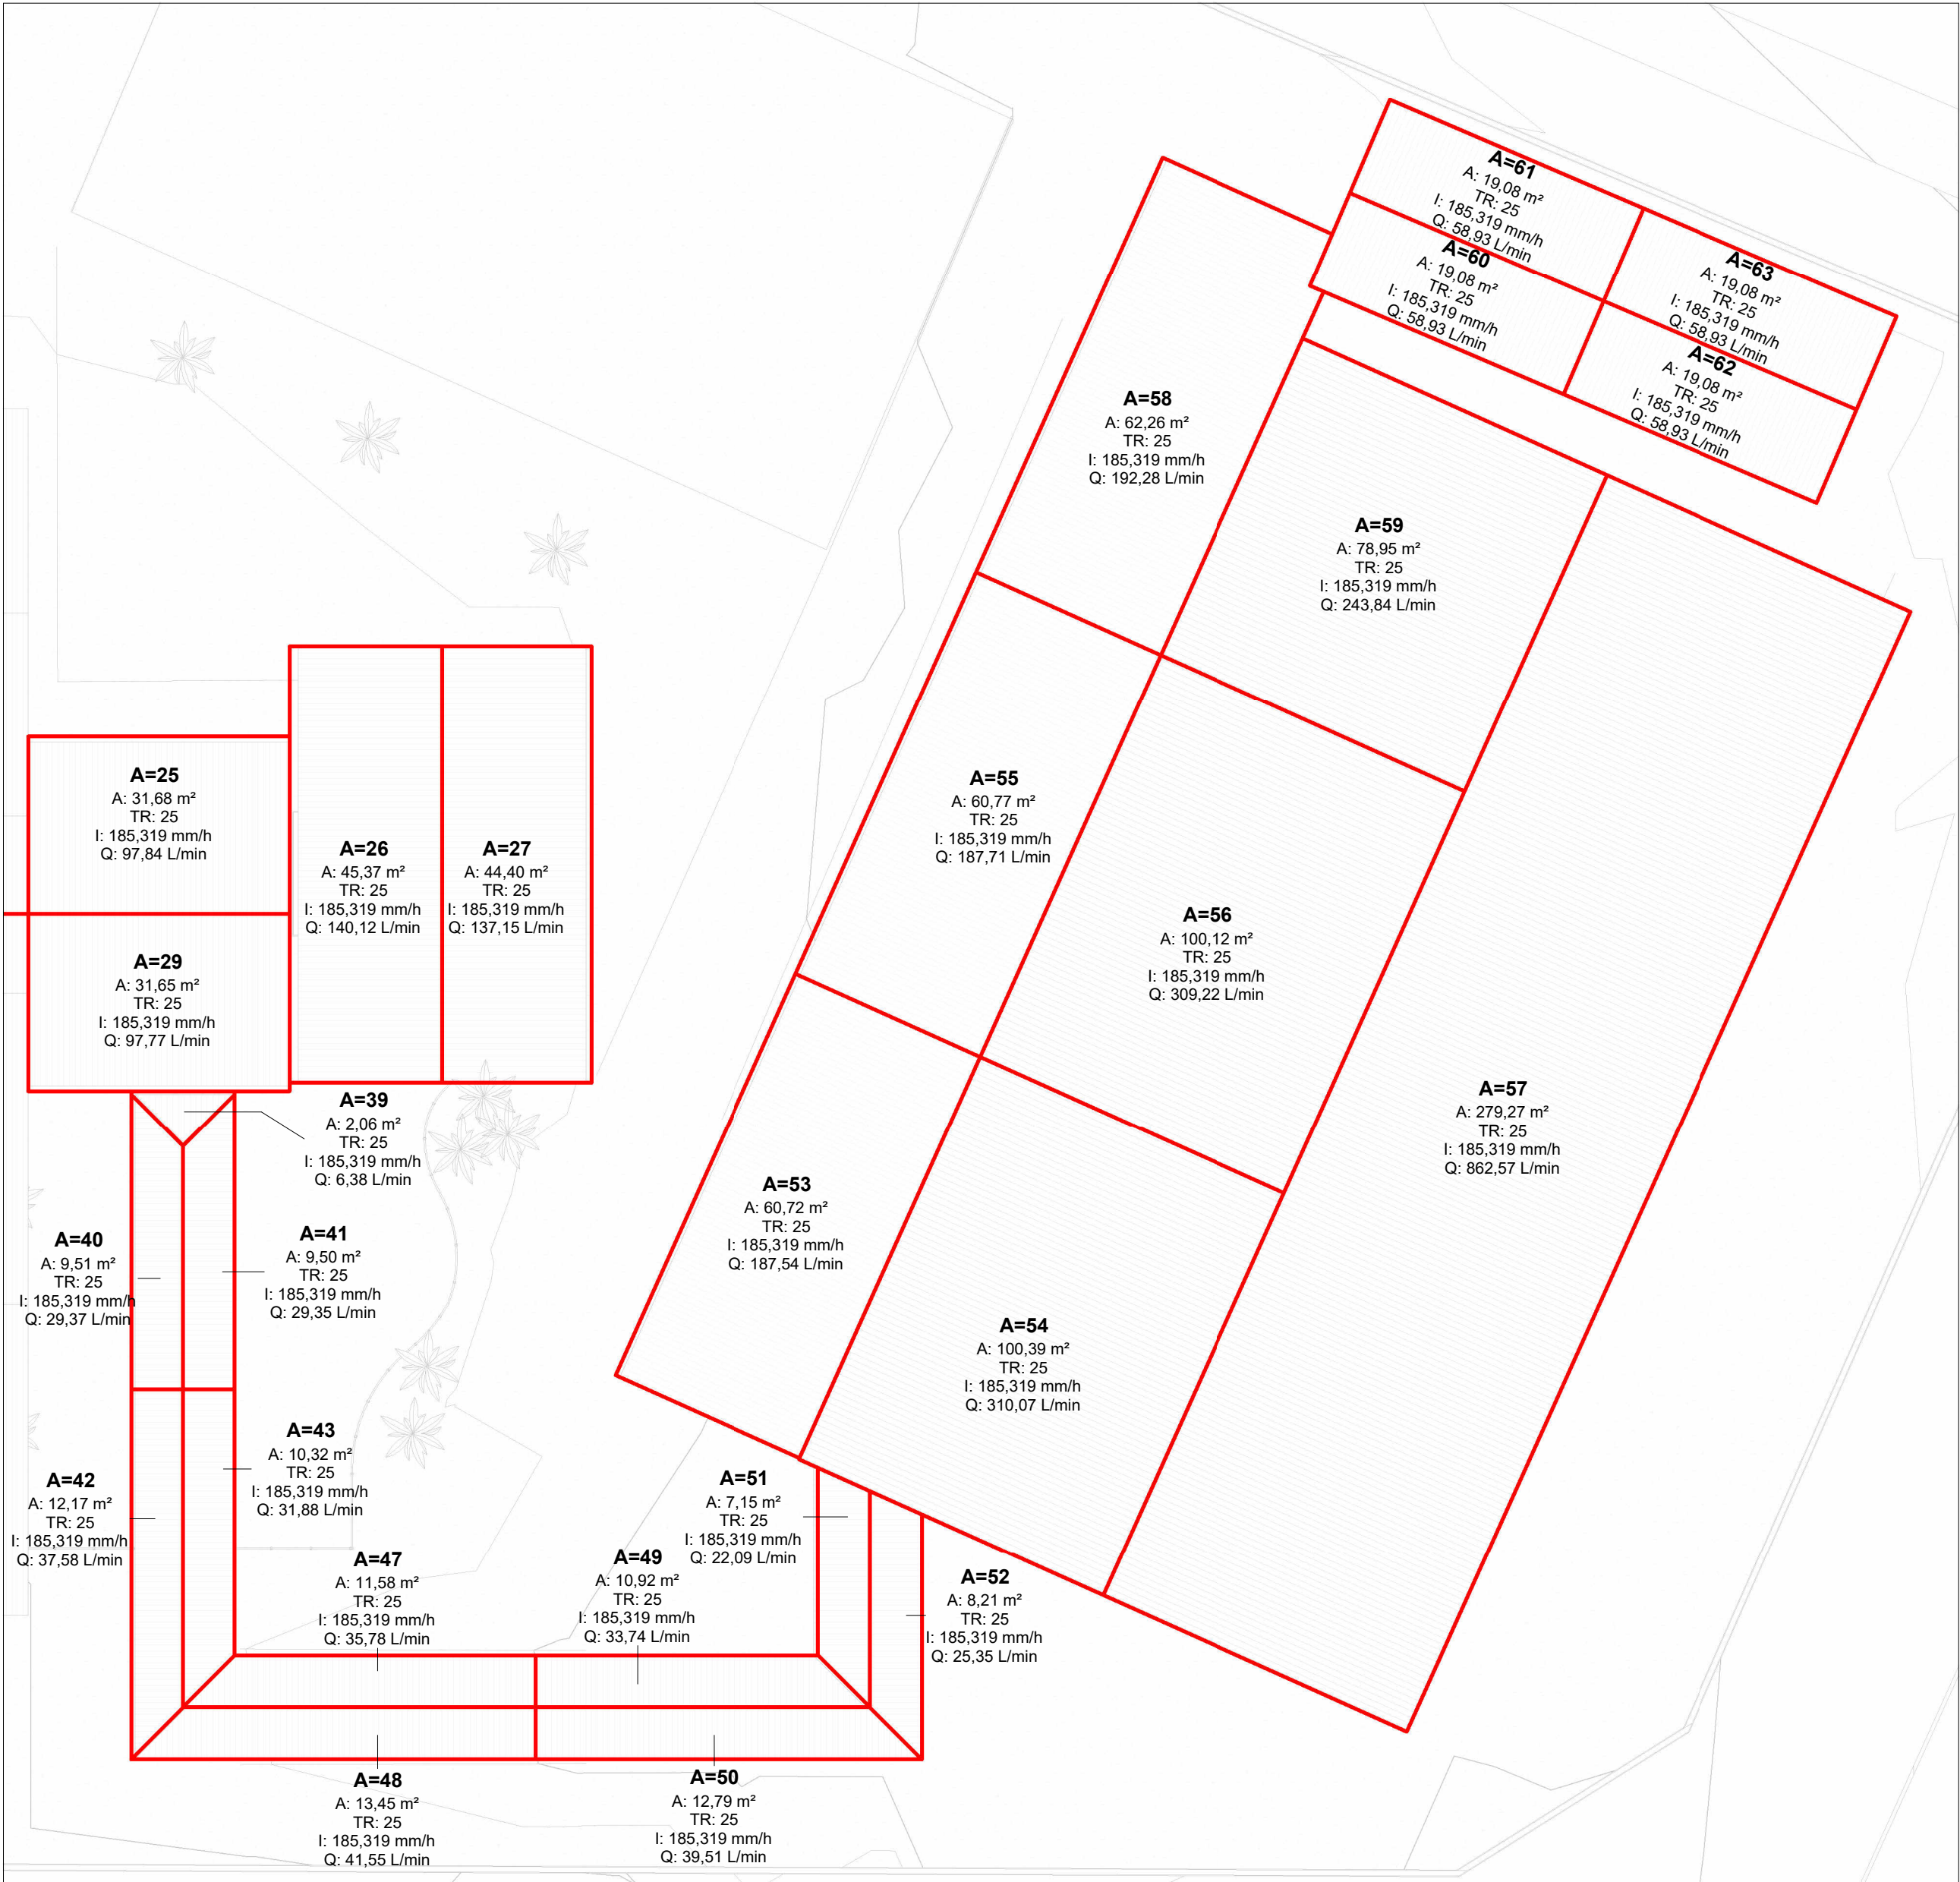 A=61
A: 19,08 m²
TR: 25
I: 185,319 mm/h
Q: 58,93 L/min
A=60
A: 19,08 m²
TR: 25
I: 185,319 mm/h
Q: 58,93 L/min
A=63
A: 19,08 m²
TR: 25
I: 185,319 mm/h
Q: 58,93 L/min
A=62
A: 19,08 m²
TR: 25
I: 185,319 mm/h
Q: 58,93 L/min
A=58
A: 62,26 m²
TR: 25
I: 185,319 mm/h
Q: 192,28 L/min
A=59
A: 78,95 m²
TR: 25
I: 185,319 mm/h
Q: 243,84 L/min
A=25
A: 31,68 m²
TR: 25
I: 185,319 mm/h
Q: 97,84 L/min
A=26
A: 45,37 m²
TR: 25
I: 185,319 mm/h
Q: 140,12 L/min
A=27
A: 44,40 m²
TR: 25
I: 185,319 mm/h
Q: 137,15 L/min
A=55
A: 60,77 m²
TR: 25
I: 185,319 mm/h
Q: 187,71 L/min
A=56
A: 100,12 m²
TR: 25
I: 185,319 mm/h
Q: 309,22 L/min
A=29
A: 31,65 m²
TR: 25
I: 185,319 mm/h
Q: 97,77 L/min
A=57
A: 279,27 m²
TR: 25
I: 185,319 mm/h
Q: 862,57 L/min
A=39
A: 2,06 m²
TR: 25
I: 185,319 mm/h
Q: 6,38 L/min
A=53
A: 60,72 m²
TR: 25
I: 185,319 mm/h
Q: 187,54 L/min
A=40
A: 9,51 m²
TR: 25
I: 185,319 mm/h
Q: 29,37 L/min
A=41
A: 9,50 m²
TR: 25
I: 185,319 mm/h
Q: 29,35 L/min
A=54
A: 100,39 m²
TR: 25
I: 185,319 mm/h
Q: 310,07 L/min
A=43
A: 10,32 m²
TR: 25
I: 185,319 mm/h
Q: 31,88 L/min
A=42
A: 12,17 m²
TR: 25
I: 185,319 mm/h
Q: 37,58 L/min
A=51
A: 7,15 m²
TR: 25
I: 185,319 mm/h
Q: 22,09 L/min
A=47
A: 11,58 m²
TR: 25
I: 185,319 mm/h
Q: 35,78 L/min
A=49
A: 10,92 m²
TR: 25
I: 185,319 mm/h
Q: 33,74 L/min
A=52
A: 8,21 m²
TR: 25
I: 185,319 mm/h
Q: 25,35 L/min
A=48
A: 13,45 m²
TR: 25
I: 185,319 mm/h
Q: 41,55 L/min
A=50
A: 12,79 m²
TR: 25
I: 185,319 mm/h
Q: 39,51 L/min